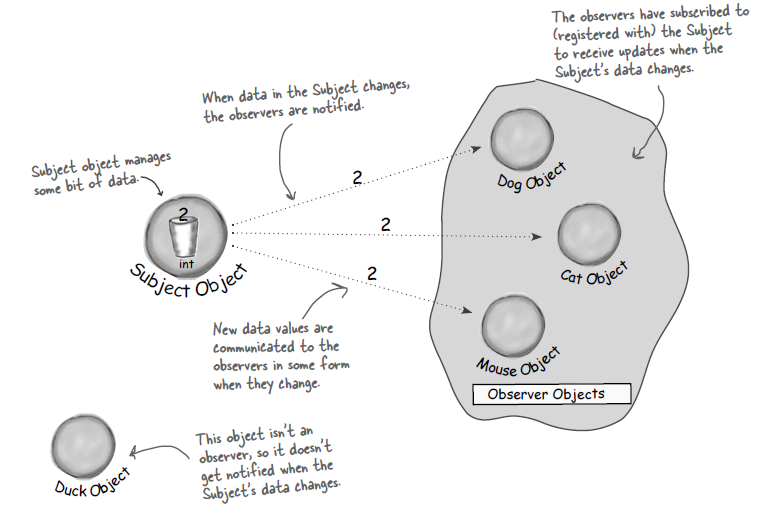 The observers have subscribed to
(registered with) the Subject
to receive updates when the
Subject's data changes.
When data in the Subject changes,
the observers are notified.
Subject object manages
some bit of data.
2
int
Subject Object
2
2
2
Dog Object
Cat Object
Mouse Object
Observer Objects
New data values are
communicated to the
observers in some form
when they change.
Duck Object
This object isn't an
observer, so it doesn't
get notified when the
Subject's data changes.